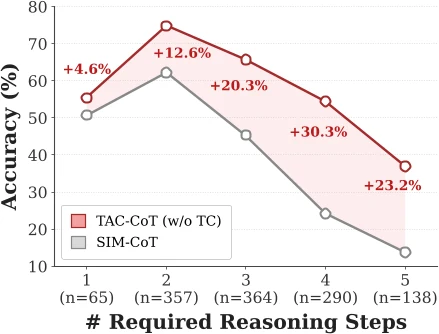 80
70
60
50
40
30
20
10
Accuracy (%)
+4.6%
+12.6%
+20.3%
+30.3%
+23.2%
TAC-CoT (w/o TC)
SIM-CoT
1 2 3 4 5
(n=65) (n=357) (n=364) (n=290) (n=138)
# Required Reasoning Steps